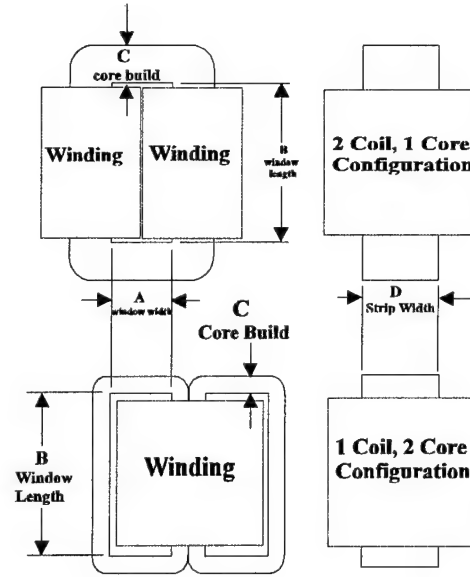 C
core build
Winding
Winding
B
window
length
2 Coil, 1 Core
Configuration
A
window width
D
Strip Width
C
Core Build
B
Window
Length
Winding
1 Coil, 2 Core
Configuration